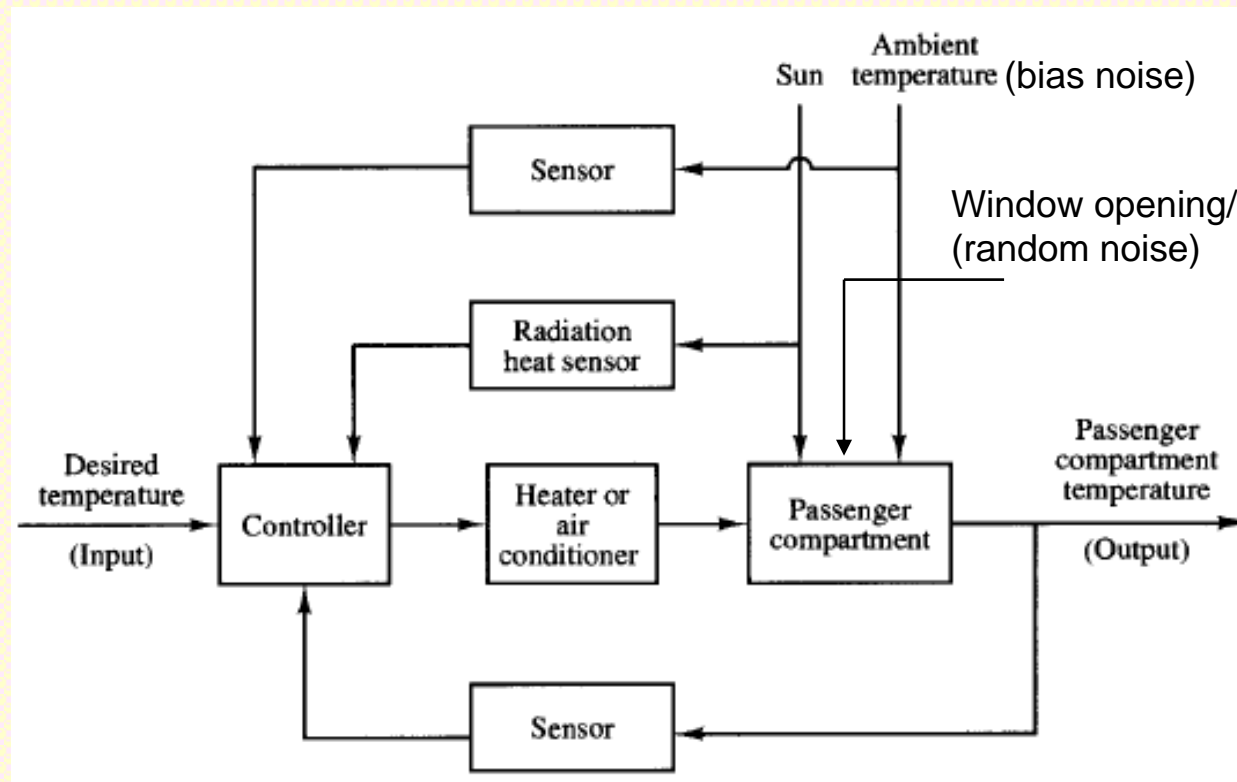 Sun
Ambient
temperature (bias noise)
Sensor
Window opening/
(random noise)
Radiation
heat sensor
Desired
temperature
(Input)
Controller
Heater or
air
conditioner
Passenger
compartment
Passenger
compartment
temperature
(Output)
Sensor